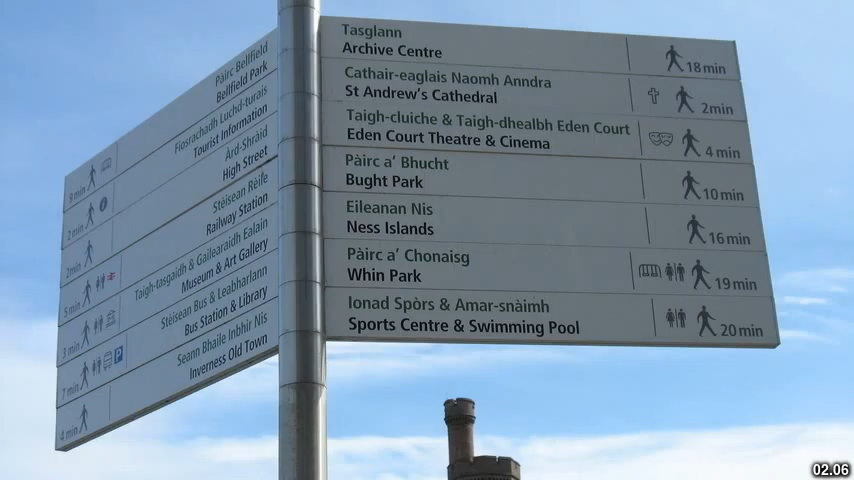 Pàirc Bellfield
Bellfield Park
9 min
Fiosrachadh Luchd-turais
Tourist Information
2 min
Àrd-Shràid
High Street
2 min
Stèisean Rèile
Railway Station
5 min
Taigh-tasgaidh & Gailearaidh Ealain
Museum & Art Gallery
3 min
Stèisean Bus & Leabharlann
Bus Station & Library
7 min
P
Seann Bhaile Inbhir Nis
Inverness Old Town
4 min
Tasglann
Archive Centre
18 min
Cathair-eaglais Naomh Anndra
St Andrew's Cathedral
2 min
Taigh-cluiche & Taigh-dhealbh Eden Court
Eden Court Theatre & Cinema
4 min
Pàirc a' Bhucht
Bught Park
10 min
Eileanan Nis
Ness Islands
16 min
Pàirc a' Chonaisg
Whin Park
19 min
Ionad Spòrs & Amar-snàimh
Sports Centre & Swimming Pool
20 min
02.06